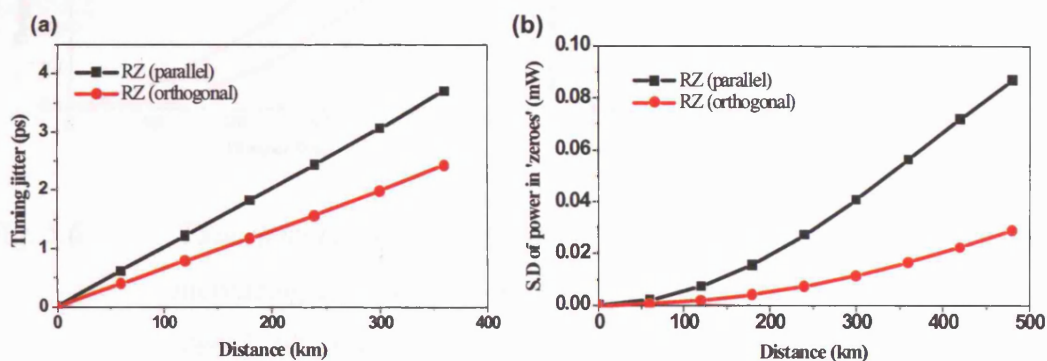 (a)
Timing jitter (ps)
4
3
2
1
0
RZ (parallel)
RZ (orthogonal)
0
100
200
300
400
Distance (km)
(b)
S.D of power in 'zeroes' (mW)
0.10
0.08
0.06
0.04
0.02
0.00
RZ (parallel)
RZ (orthogonal)
0
100
200
300
400
500
Distance (km)